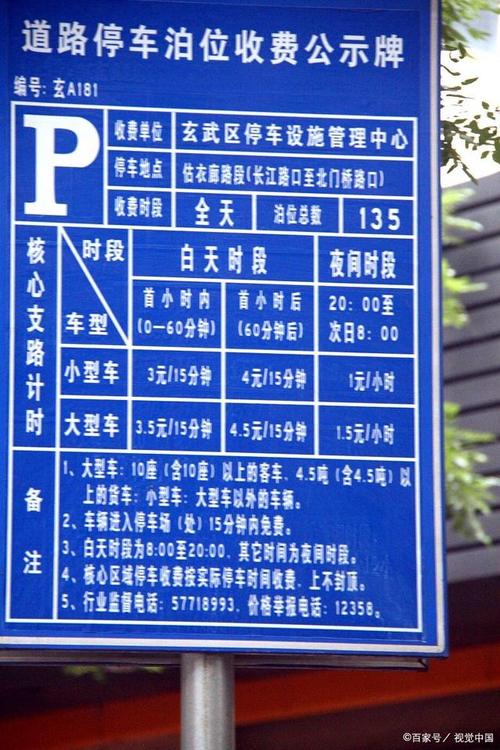 道路停车泊位收费公示牌
编号: 玄A181
P
收费单位 玄武区停车设施管理中心
停车地点 估衣廊路段(长江路口至北门桥路口)
收费时段 全天 泊位总数 135
核心支路计时
时段
车型
白天时段 夜间时段
首小时内 首小时后 20: 00至
(0—60分钟) (60分钟后) 次日8: 00
小型车 3元/15分钟 4元/15分钟 1元/小时
大型车 3.5元/15分钟 4.5元/15分钟 1.5元/小时
备注
1、大型车: 10座 (含10座) 以上的客车, 4.5吨 (含4.5吨) 以
上的货车; 小型车: 大型车以外的车辆。
2、车辆进入停车场 (处) 15分钟内免费。
3、白天时段为8:00至20:00, 其它时间为夜间时段。
4、核心区域停车收费按实际停车时间收费, 上不封顶。
5、行业监督电话: 57718993, 价格举报电话: 12358。
©百家号／视觉中国